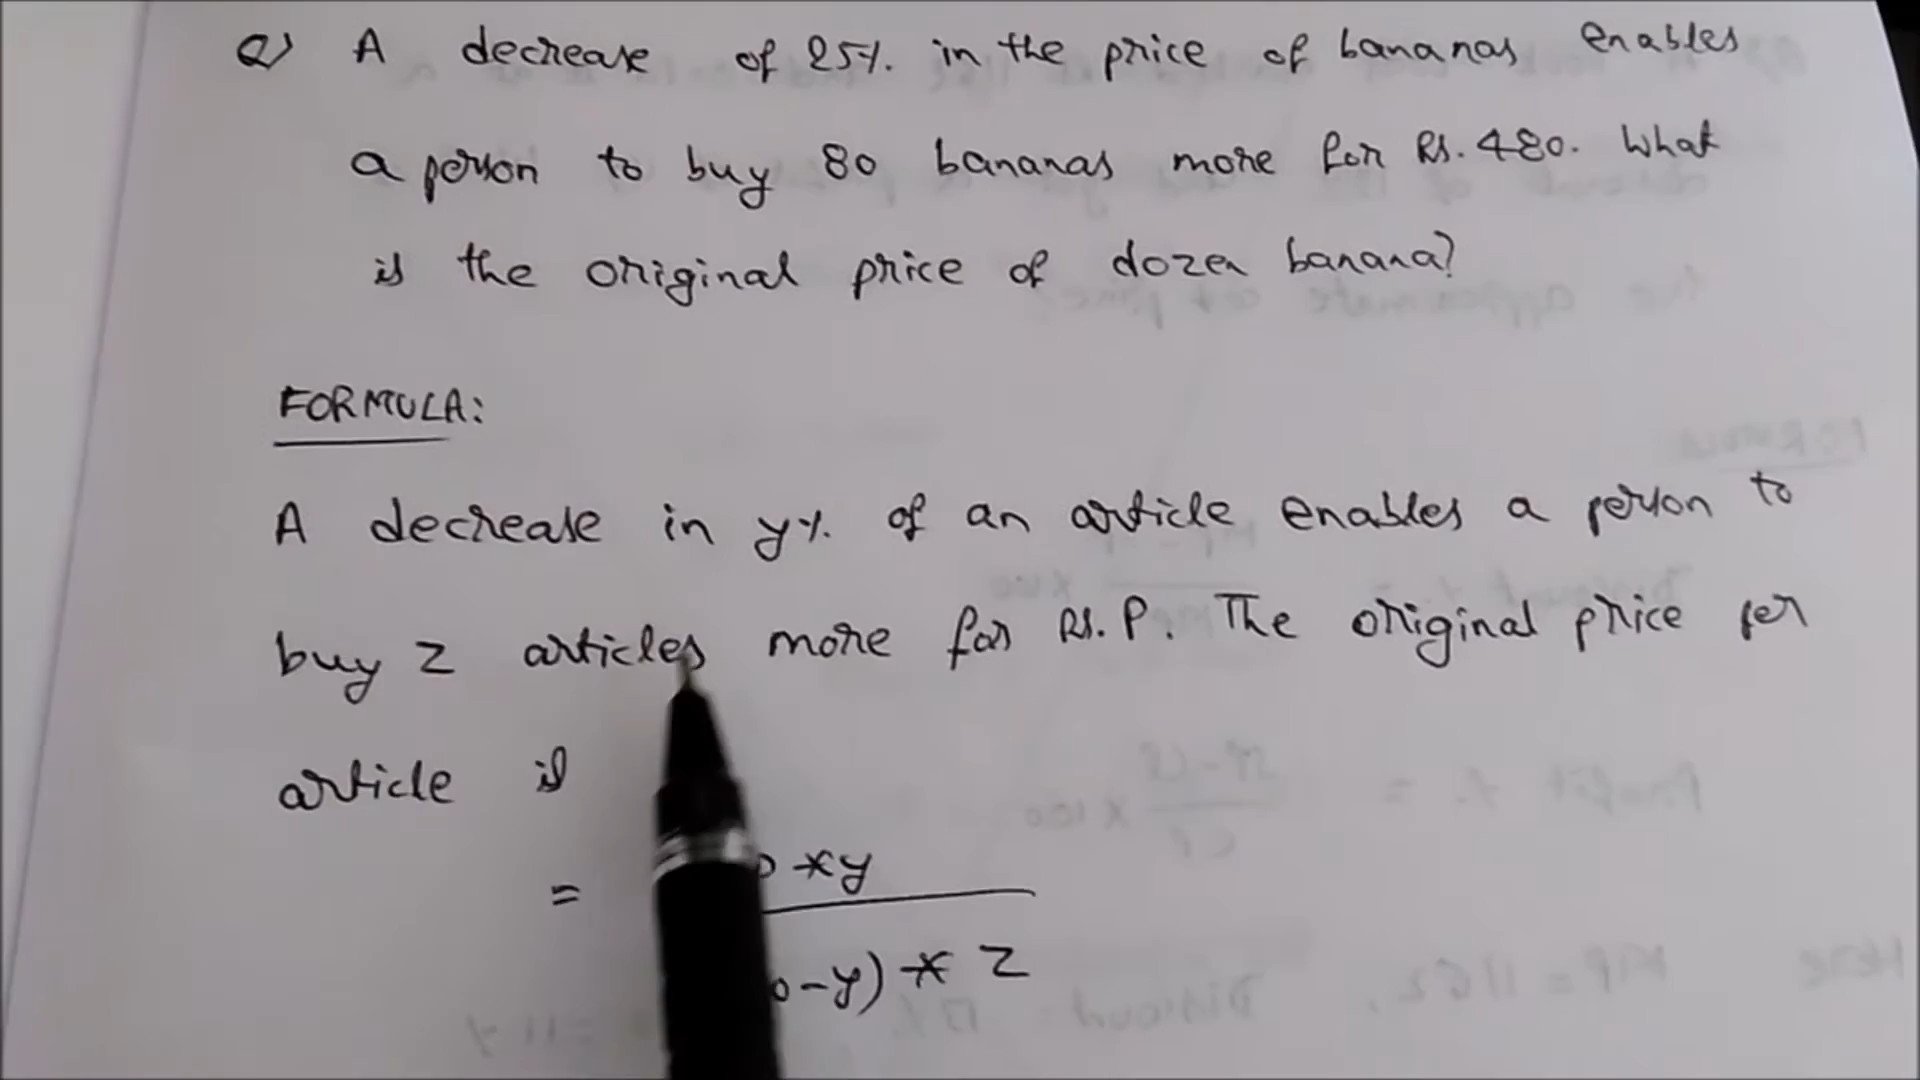 Q) A decrease of 25%. in the price of bananas enables
a person to buy 80 bananas more for Rs. 480. What
is the original price of dozen banana?
FORMULA:
A decrease in y%. of an article enables a person to
buy z articles more for Rs. P. The original price per
article is
= *y
-y) * z